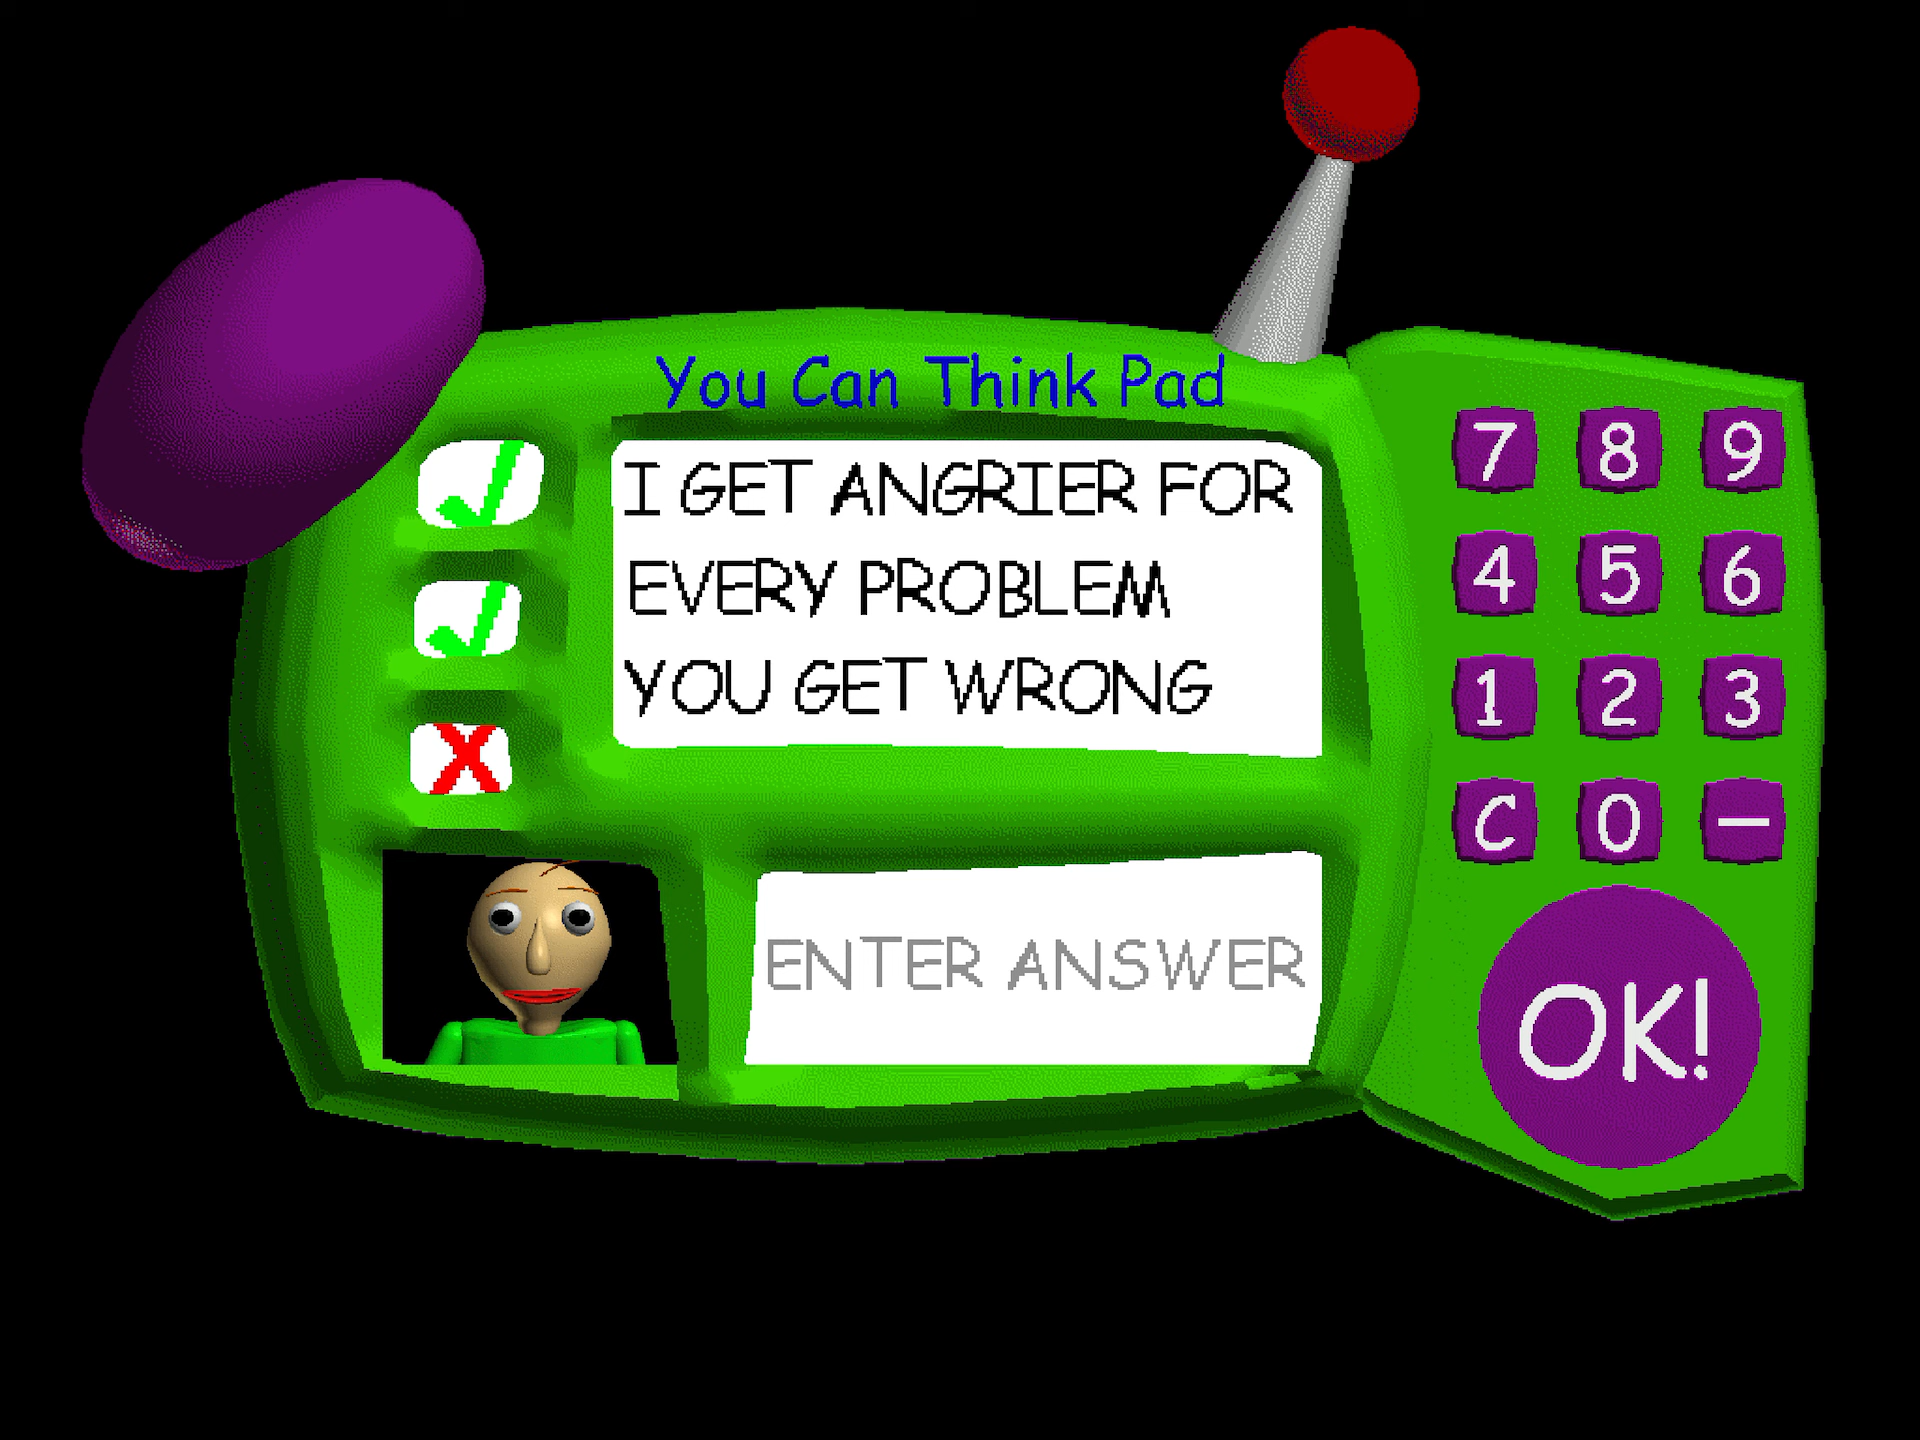 You Can Think Pad
I GET ANGRIER FOR
EVERY PROBLEM
YOU GET WRONG
ENTER ANSWER
7 8 9
4 5 6
1 2 3
C 0 –
OK!